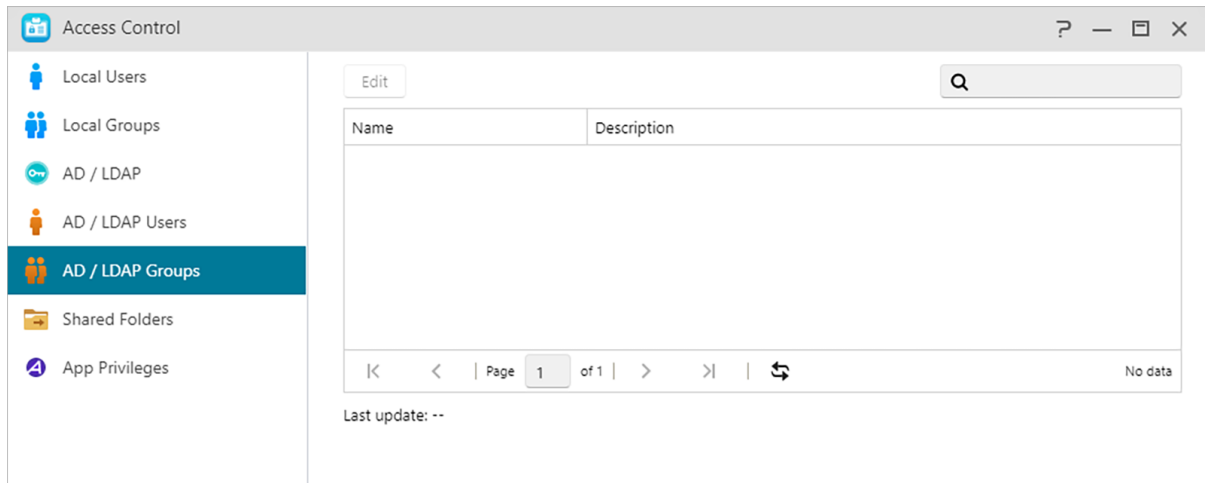 Access Control
Local Users
Local Groups
AD / LDAP
AD / LDAP Users
AD / LDAP Groups
Shared Folders
App Privileges
Edit
Name Description
Page 1 of 1 No data
Last update: --